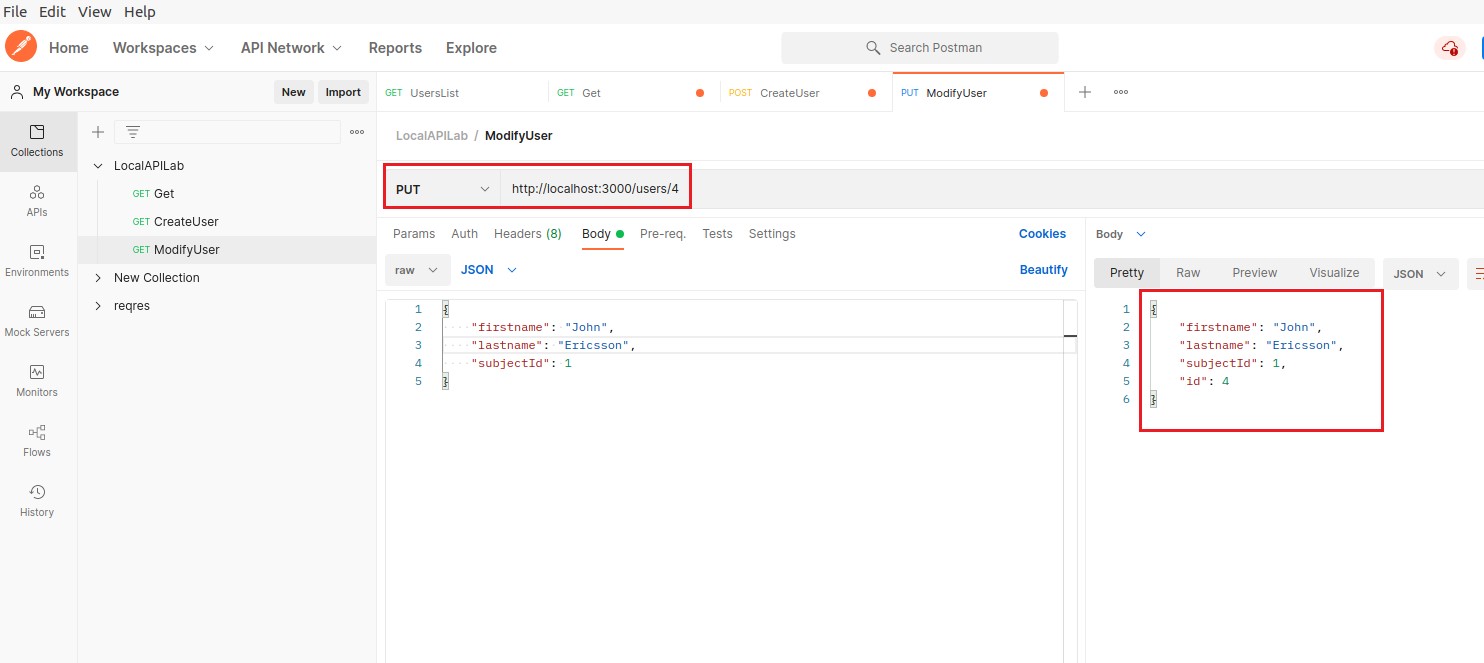 File Edit View Help
Home Workspaces API Network Reports Explore Search Postman
My Workspace New Import
GET UsersList GET Get POST CreateUser PUT ModifyUser
Collections
APIs
Environments
Mock Servers
Monitors
Flows
History
LocalAPILab
GET Get
GET CreateUser
GET ModifyUser
New Collection
reqres
LocalAPILab / ModifyUser
PUT http://localhost:3000/users/4
Params Auth Headers (8) Body Pre-req. Tests Settings Cookies
raw JSON Beautify
1 {
2 "firstname": "John",
3 "lastname": "Ericsson",
4 "subjectId": 1
5 }
Body
Pretty Raw Preview Visualize JSON
1 {
2 "firstname": "John",
3 "lastname": "Ericsson",
4 "subjectId": 1,
5 "id": 4
6 }